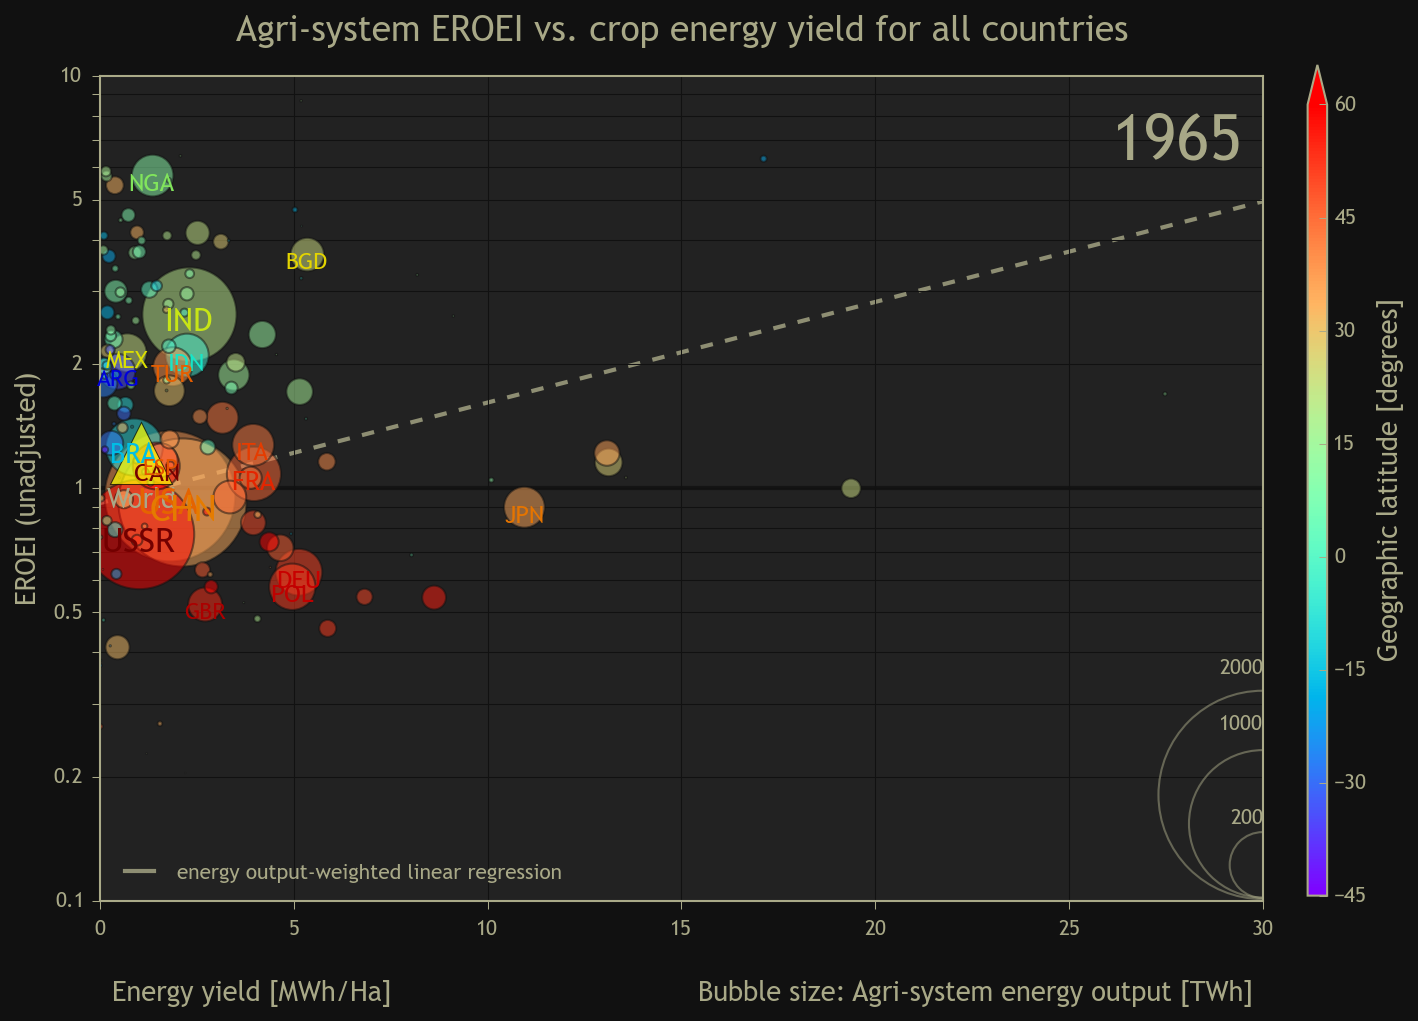 Agri-system EROEI vs. crop energy yield for all countries
1965
10
5
2
1
0.5
0.2
0.1
EROEI (unadjusted)
NGA
BGD
IND
MEX
IDN
TUR
ARG
BRA
ITA
CAN
FRA
World
CHN
JPN
USSR
DEU
POL
GBR
2000
1000
200
energy output-weighted linear regression
0
5
10
15
20
25
30
Energy yield [MWh/Ha]
Bubble size: Agri-system energy output [TWh]
60
45
30
15
0
−15
−30
−45
Geographic latitude [degrees]